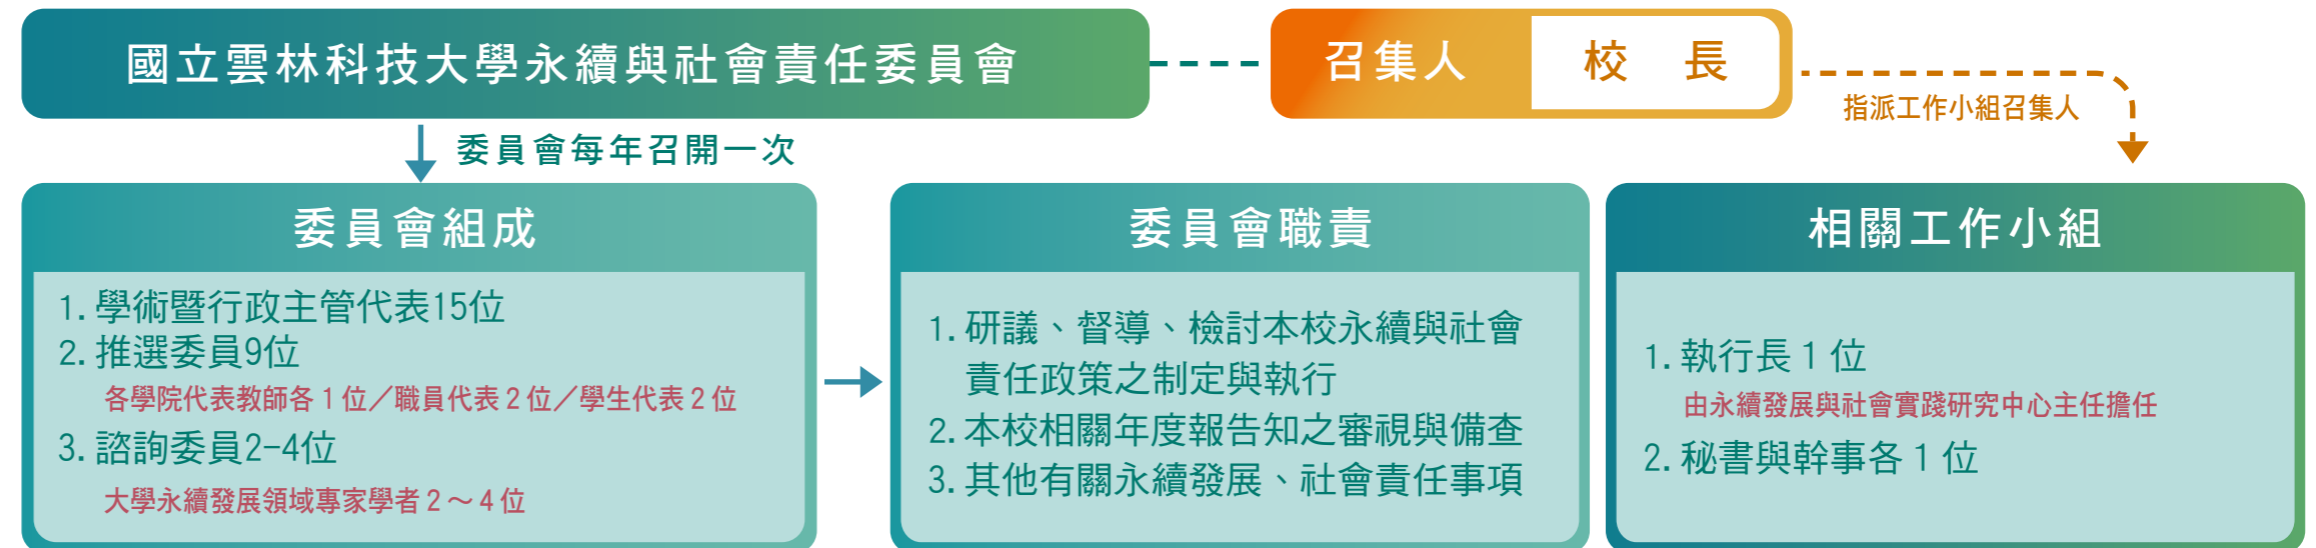 國立雲林科技大學永續與社會責任委員會
召集人
校　長
指派工作小組召集人
委員會每年召開一次
委員會組成
1.學術暨行政主管代表15位
2.推選委員9位
各學院代表教師各1位／職員代表2位／學生代表2位
3.諮詢委員2-4位
大學永續發展領域專家學者2～4位
委員會職責
1.研議、督導、檢討本校永續與社會
責任政策之制定與執行
2.本校相關年度報告知之審視與備查
3.其他有關永續發展、社會責任事項
相關工作小組
1.執行長1位
由永續發展與社會實踐研究中心主任擔任
2.秘書與幹事各1位